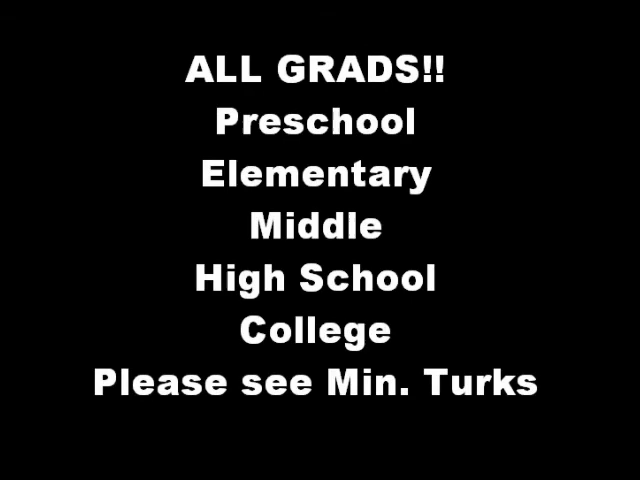 ALL GRADS!!
Preschool
Elementary
Middle
High School
College
Please see Min. Turks